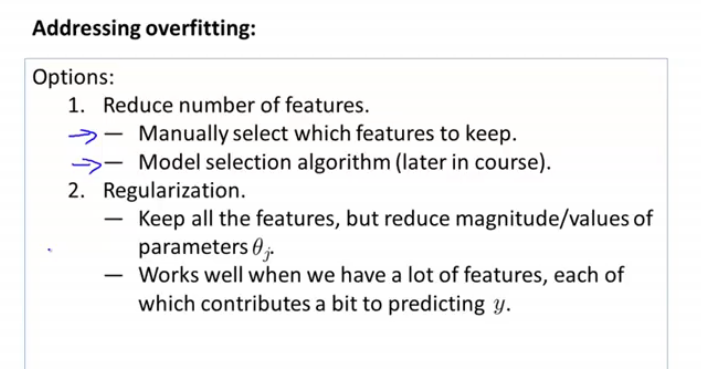 Addressing overfitting:
Options:
1. Reduce number of features.
— Manually select which features to keep.
— Model selection algorithm (later in course).
2. Regularization.
— Keep all the features, but reduce magnitude/values of
parameters θⱼ.
— Works well when we have a lot of features, each of
which contributes a bit to predicting y.